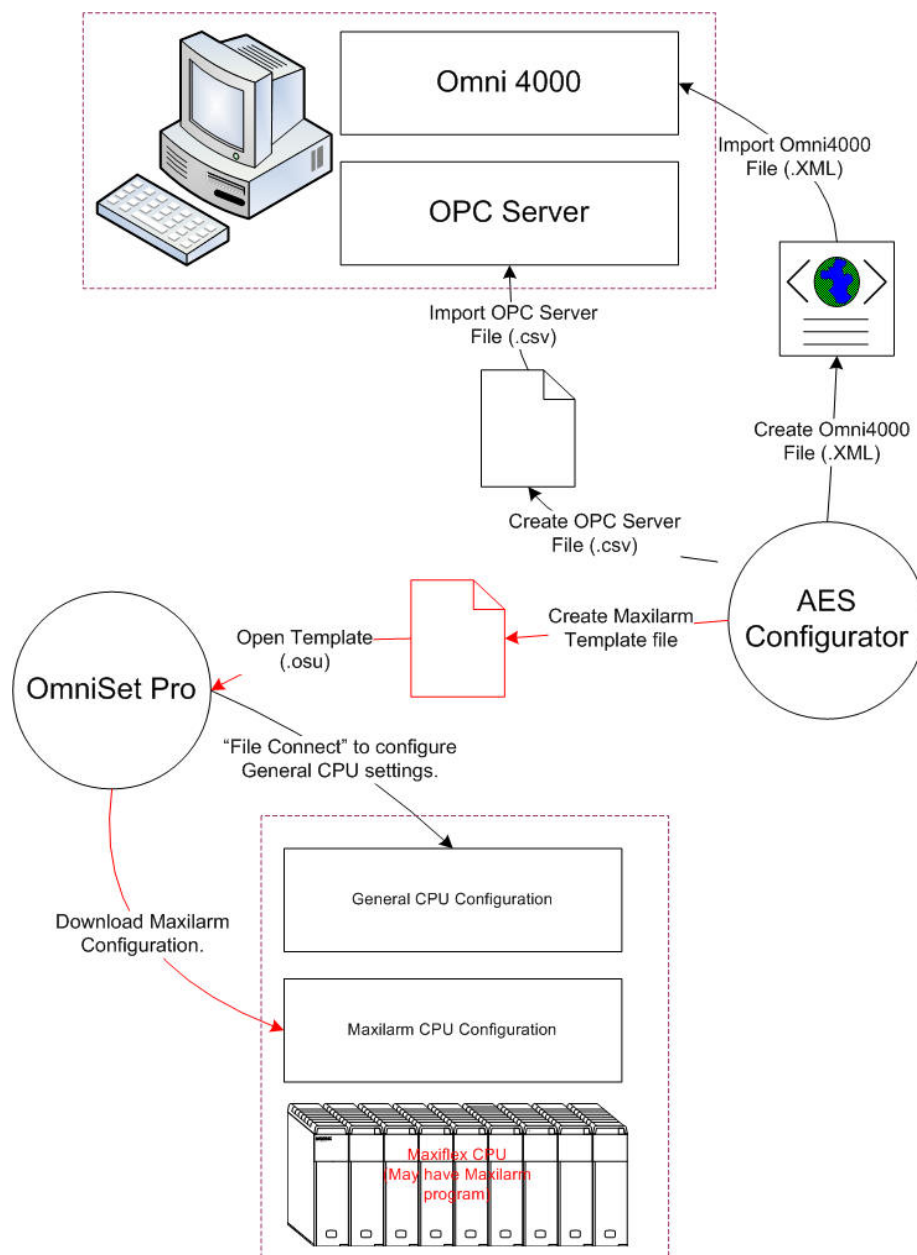 Omni 4000
OPC Server
Import Omni4000
File (.XML)
Import OPC Server
File (.csv)
Create Omni4000
File (.XML)
Create OPC Server
File (.csv)
AES
Configurator
Create Maxilarm
Template file
Open Template
(.osu)
OmniSet Pro
“File Connect” to configure
General CPU settings.
General CPU Configuration
Download Maxilarm
Configuration.
Maxilarm CPU Configuration
Maxiflex CPU
(May have Maxilarm
program)